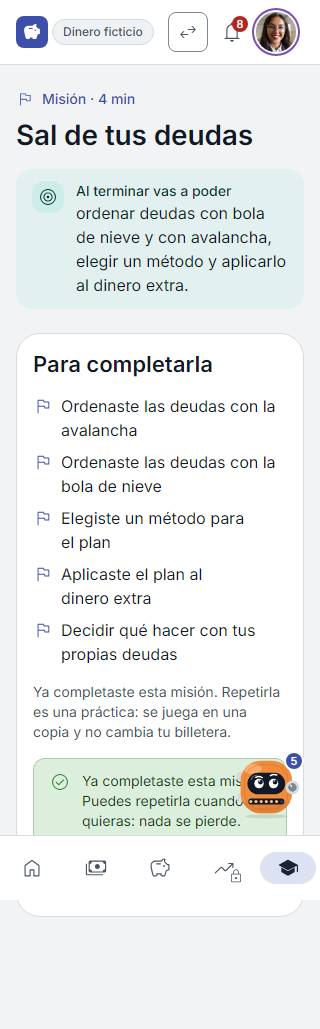 Dinero ficticio
8
Misión · 4 min
Sal de tus deudas
Al terminar vas a poder
ordenar deudas con bola
de nieve y con avalancha,
elegir un método y aplicarlo
al dinero extra.
Para completarla
Ordenaste las deudas con la
avalancha
Ordenaste las deudas con la
bola de nieve
Elegiste un método para
el plan
Aplicaste el plan al
dinero extra
Decidir qué hacer con tus
propias deudas
Ya completaste esta misión. Repetirla
es una práctica: se juega en una
copia y no cambia tu billetera.
5
Ya completaste esta
Puedes repetirla cuando
quieras: nada se pierde.